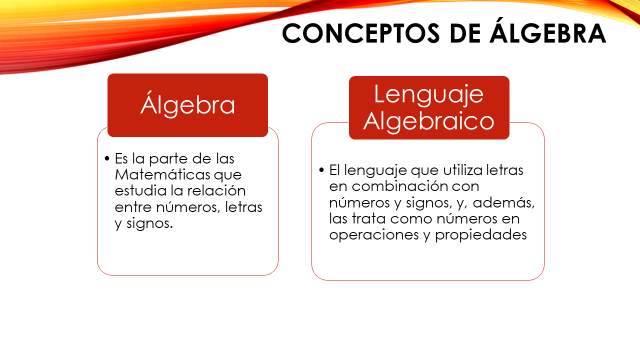 CONCEPTOS DE ÁLGEBRA
Álgebra
• Es la parte de las
Matemáticas que
estudia la relación
entre números, letras
y signos.
Lenguaje
Algebraico
• El lenguaje que utiliza letras
en combinación con
números y signos, y, además,
las trata como números en
operaciones y propiedades